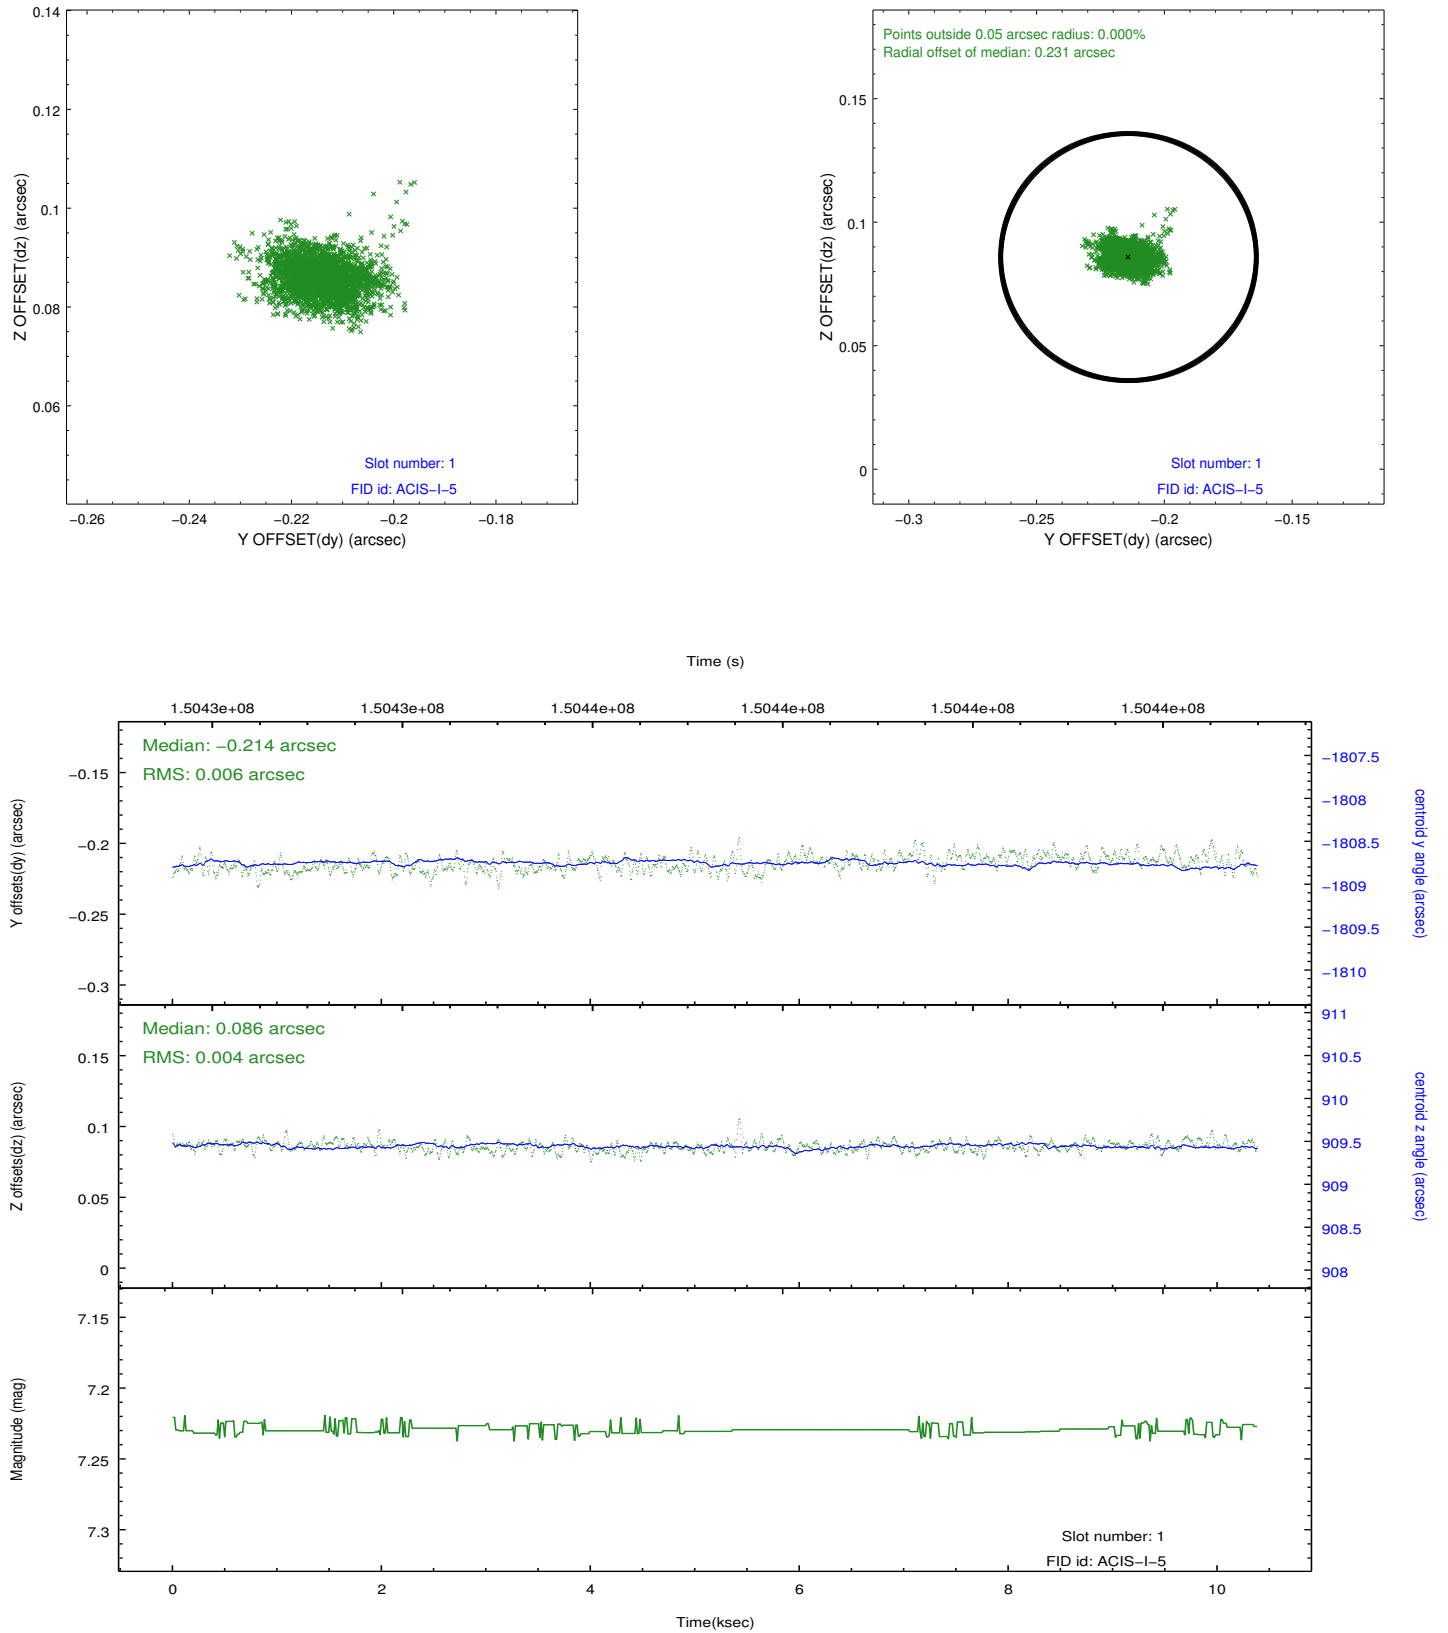 0.14
0.12
0.1
0.08
0.06
Z OFFSET(dz) (arcsec)
Slot number: 1
FID id: ACIS−I−5
−0.26
−0.24
−0.22
−0.2
−0.18
Y OFFSET(dy) (arcsec)
Points outside 0.05 arcsec radius: 0.000%
Radial offset of median: 0.231 arcsec
0.15
0.1
0.05
0
Z OFFSET(dz) (arcsec)
Slot number: 1
FID id: ACIS−I−5
−0.3
−0.25
−0.2
−0.15
Y OFFSET(dy) (arcsec)
Time (s)
1.5043e+08
1.5043e+08
1.5044e+08
1.5044e+08
1.5044e+08
1.5044e+08
Median: −0.214 arcsec
RMS: 0.006 arcsec
−0.15
−0.2
−0.25
−0.3
Y offsets(dy) (arcsec)
−1807.5
−1808
−1808.5
−1809
−1809.5
−1810
centroid y angle (arcsec)
Median: 0.086 arcsec
RMS: 0.004 arcsec
0.15
0.1
0.05
0
Z offsets(dz) (arcsec)
911
910.5
910
909.5
909
908.5
908
centroid z angle (arcsec)
7.15
7.2
7.25
7.3
Magnitude (mag)
Slot number: 1
FID id: ACIS−I−5
0
2
4
6
8
10
Time(ksec)